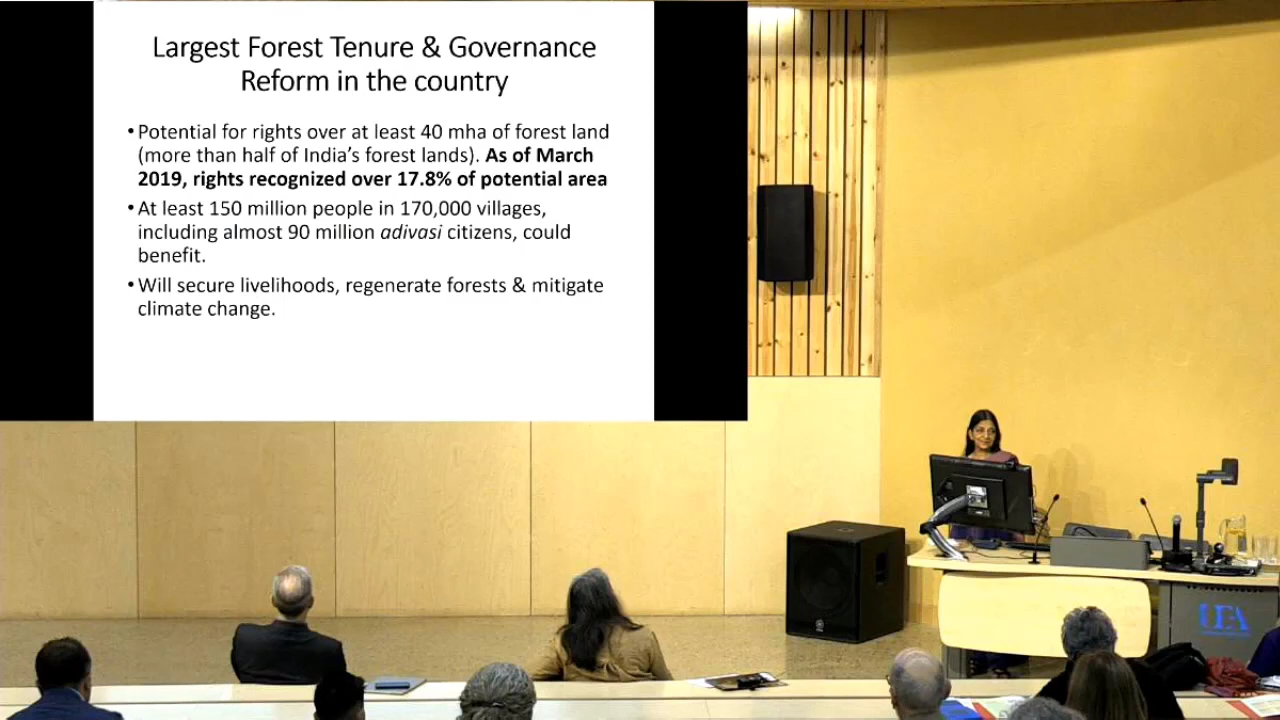 Largest Forest Tenure & Governance
Reform in the country
•Potential for rights over at least 40 mha of forest land
(more than half of India’s forest lands). As of March
2019, rights recognized over 17.8% of potential area
•At least 150 million people in 170,000 villages,
including almost 90 million adivasi citizens, could
benefit.
•Will secure livelihoods, regenerate forests & mitigate
climate change.
UEA